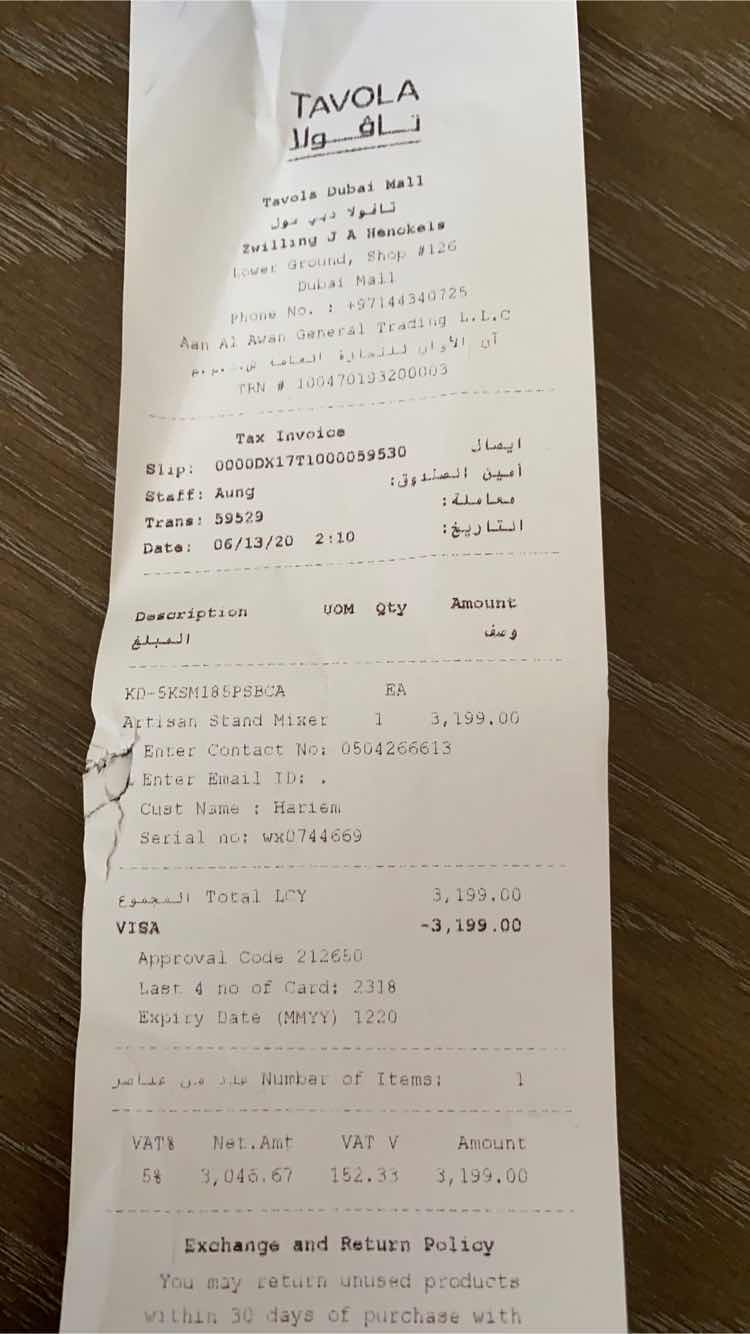 TAVOLA
تافولا
Tavola Dubai Mall
تافولا دبي مول
Zwilling J A Henckels
Lower Ground, Shop #126
Dubai Mall
Phone No. : +97144340725
Aan Al Awan General Trading L.L.C
آن الأوان للتجارة العامة ش.ذ.م.م
TRN # 100470193200003
Tax Invoice
Slip: 0000DX17T1000059530 ايصال
Staff: Aung أمين الصندوق:
Trans: 59529 معاملة:
Date: 06/13/20 2:10 التاريخ:
Description UOM Qty Amount
المبلغ وصف
KD-5KSM185PSBCA EA
Artisan Stand Mixer 1 3,199.00
Enter Contact No: 0504266613
Enter Email ID: .
Cust Name : Hariem
Serial no: wx0744669
المجموع Total LCY 3,199.00
VISA -3,199.00
Approval Code 212650
Last 4 no of Card: 2318
Expiry Date (MMYY) 1220
عدد من عناصر Number of Items: 1
VAT% Net.Amt VAT V Amount
5% 3,046.67 152.33 3,199.00
Exchange and Return Policy
You may return unused products
within 30 days of purchase with